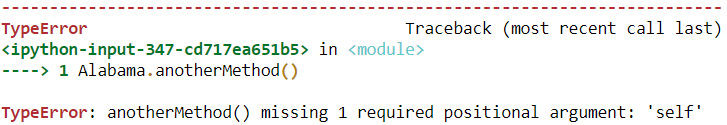 ---------------------------------------------------------------------------
TypeError                                 Traceback (most recent call last)
<ipython-input-347-cd717ea651b5> in <module>
----> 1 Alabama.anotherMethod()

TypeError: anotherMethod() missing 1 required positional argument: 'self'